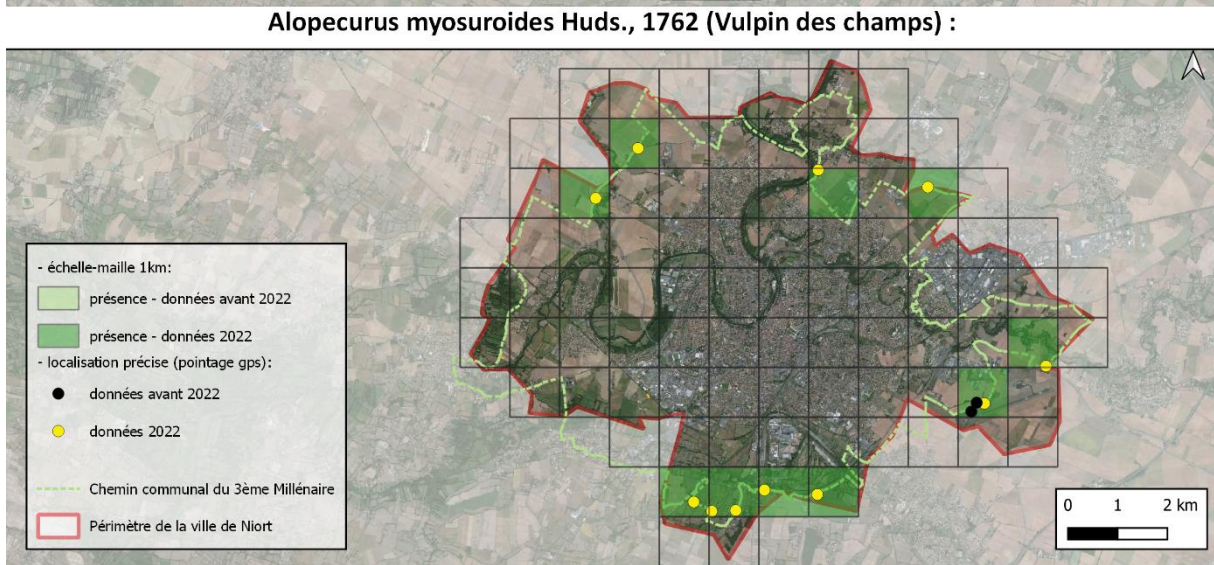 Alopecurus myosuroides Huds., 1762 (Vulpin des champs) :
- échelle-maille 1km:
présence - données avant 2022
présence - données 2022
- localisation précise (pointage gps):
données avant 2022
données 2022
Chemin communal du 3ème Millénaire
Périmètre de la ville de Niort
0 1 2 km